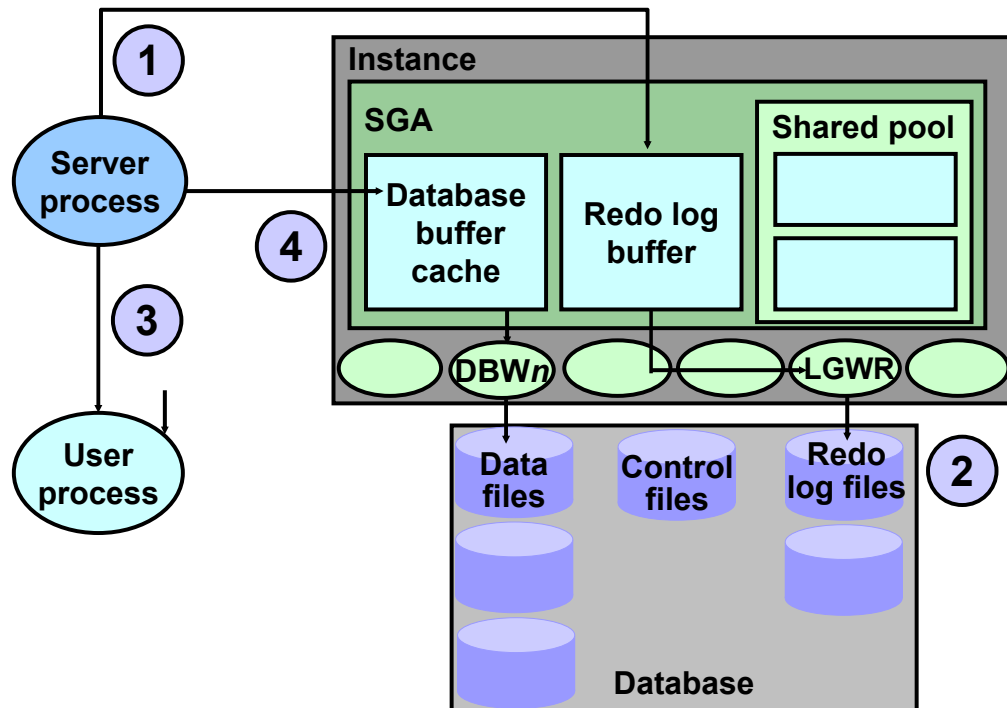 1
Instance
SGA
Shared pool
Server
process
Database
buffer
cache
Redo log
buffer
4
3
DBWn
LGWR
User
process
Data
files
Control
files
Redo
log files
2
Database